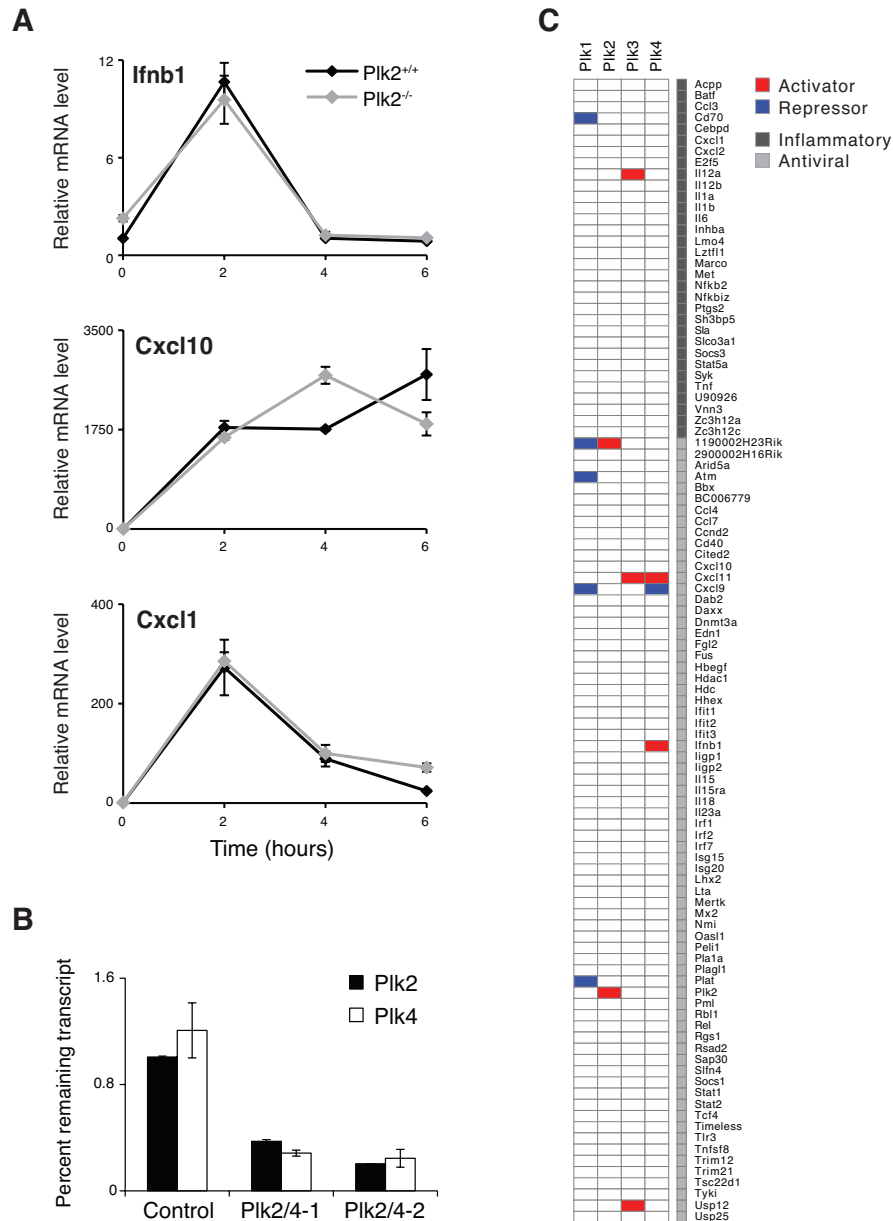 A
Ifnb1
Plk2+/+
Plk2-/-
Relative mRNA level
12
6
0
0 2 4 6
Cxcl10
Relative mRNA level
3500
1750
0
0 2 4 6
Cxcl1
Relative mRNA level
400
200
0
0 2 4 6
Time (hours)
B
Plk2
Plk4
Percent remaining transcript
1.6
0.8
0
Control Plk2/4-1 Plk2/4-2
C
Plk1 Plk2 Plk3 Plk4
Activator
Repressor
Inflammatory
Antiviral
Acpp
Batf
Ccl3
Cd70
Cebpd
Cxcl1
Cxcl2
E2f5
Il12a
Il12b
Il1a
Il1b
Il6
Inhba
Lmo4
Lztfl1
Marco
Met
Nfkb2
Nfkbiz
Ptgs2
Sh3bp5
Sla
Slco3a1
Socs3
Stat5a
Syk
Tnf
U90926
Vnn3
Zc3h12a
Zc3h12c
1190002H23Rik
2900002H16Rik
Arid5a
Atm
Bbx
BC006779
Ccl4
Ccl7
Ccnd2
Cd40
Cited2
Cxcl10
Cxcl11
Cxcl9
Dab2
Daxx
Dnmt3a
Edn1
Fgl2
Fus
Hbegf
Hdac1
Hdc
Hhex
Ifit1
Ifit2
Ifit3
Ifnb1
Iigp1
Iigp2
Il15
Il15ra
Il18
Il23a
Irf1
Irf2
Irf7
Isg15
Isg20
Lhx2
Lta
Mertk
Mx2
Nmi
Oasl1
Peli1
Pla1a
Plagl1
Plat
Plk2
Pml
Rbl1
Rel
Rgs1
Rsad2
Sap30
Slfn4
Socs1
Stat1
Stat2
Tcf4
Timeless
Tlr3
Tnfsf8
Trim12
Trim21
Tsc22d1
Tyki
Usp12
Usp25